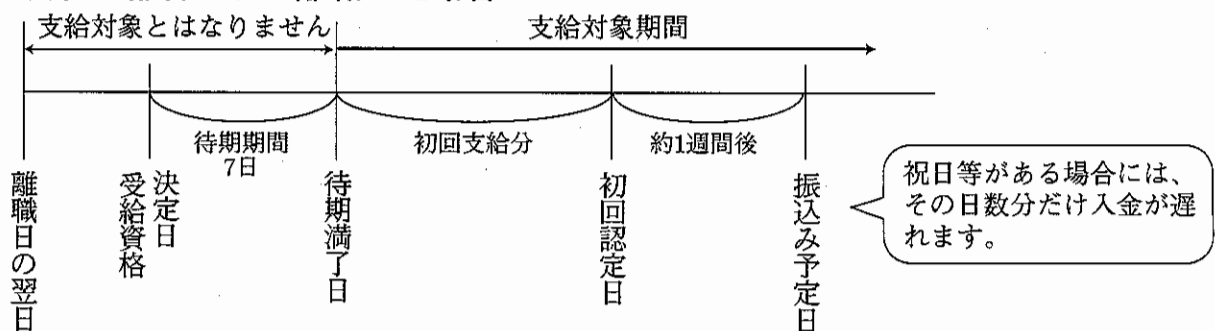 支給対象とはなりません
支給対象期間
待期期間
7日
初回支給分
約1週間後
離職日の翌日
受給資格
決定日
待期満了日
初回認定日
振込み予定日
祝日等がある場合には、
その日数分だけ入金が遅
れます。